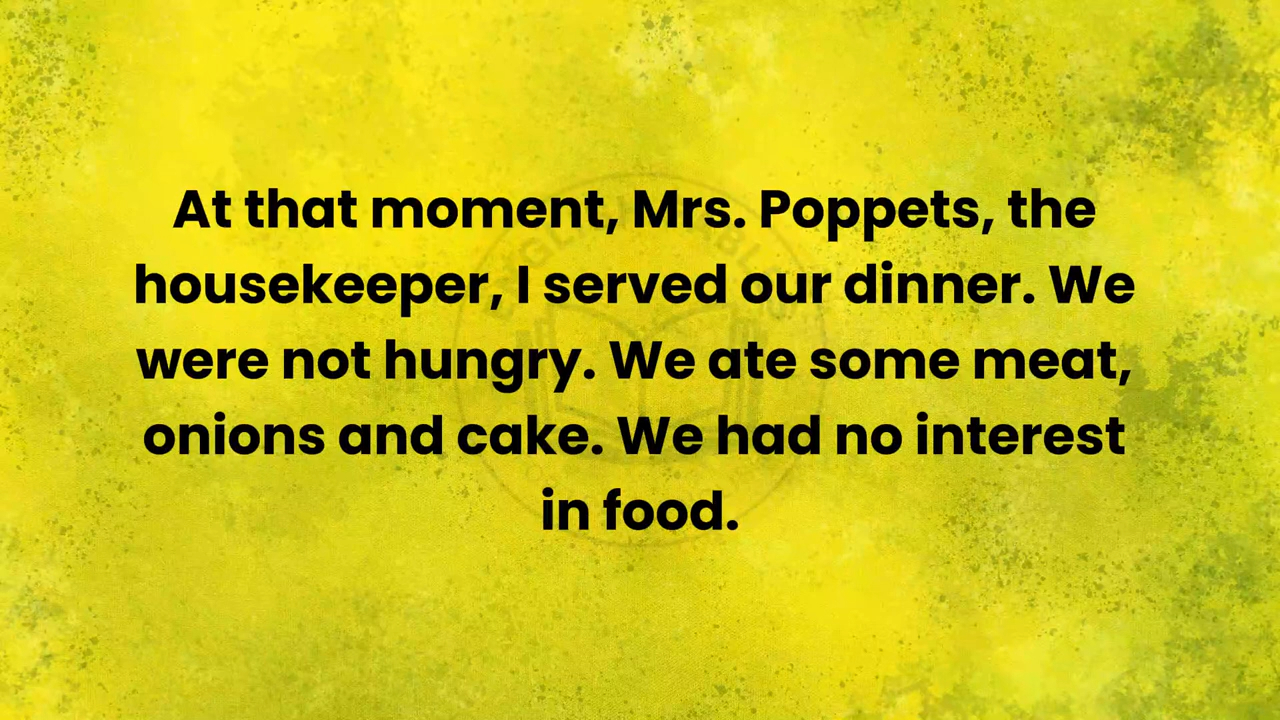 At that moment, Mrs. Poppets, the
housekeeper, I served our dinner. We
were not hungry. We ate some meat,
onions and cake. We had no interest
in food.